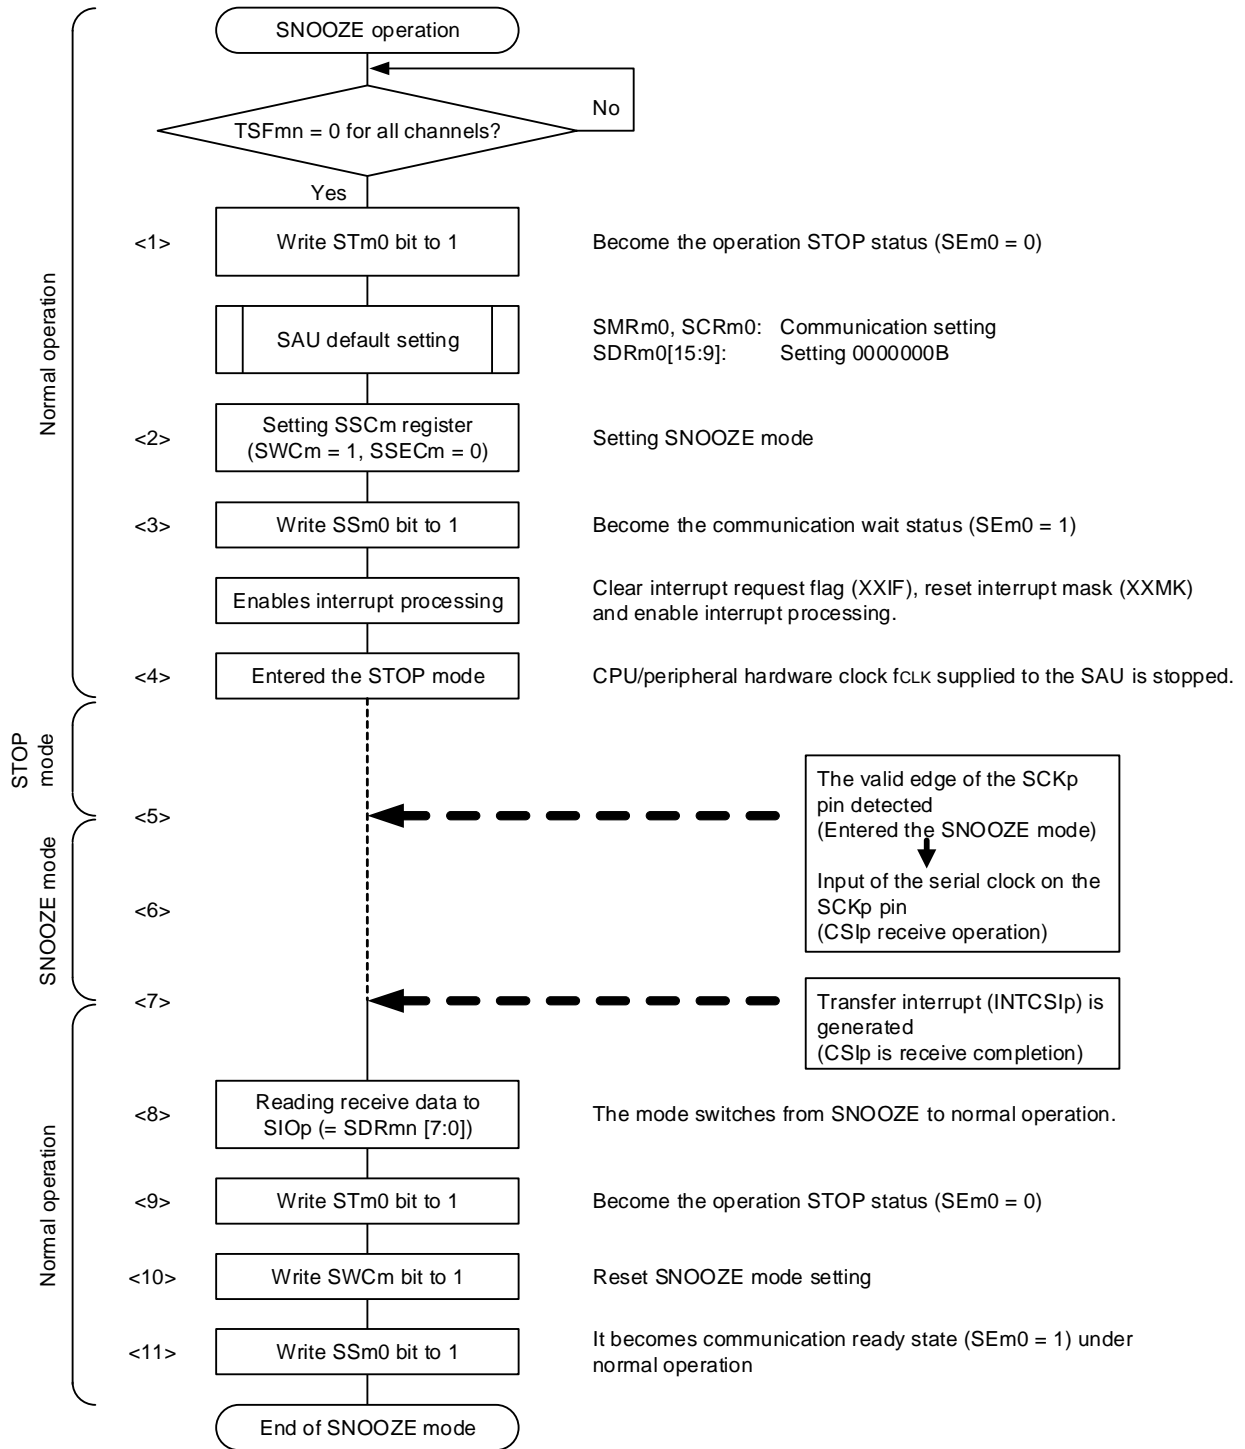 SNOOZE operation
No
TSFmn = 0 for all channels?
Yes
Normal operation
<1>
Write STm0 bit to 1
Become the operation STOP status (SEm0 = 0)
SAU default setting
SMRm0, SCRm0: Communication setting
SDRm0[15:9]: Setting 0000000B
<2>
Setting SSCm register
(SWCm = 1, SSECm = 0)
Setting SNOOZE mode
<3>
Write SSm0 bit to 1
Become the communication wait status (SEm0 = 1)
Enables interrupt processing
Clear interrupt request flag (XXIF), reset interrupt mask (XXMK)
and enable interrupt processing.
<4>
Entered the STOP mode
CPU/peripheral hardware clock fCLK supplied to the SAU is stopped.
STOP
mode
<5>
The valid edge of the SCKp
pin detected
(Entered the SNOOZE mode)
SNOOZE mode
<6>
Input of the serial clock on the
SCKp pin
(CSIp receive operation)
<7>
Transfer interrupt (INTCSIp) is
generated
(CSIp is receive completion)
Normal operation
<8>
Reading receive data to
SIOp (= SDRmn [7:0])
The mode switches from SNOOZE to normal operation.
<9>
Write STm0 bit to 1
Become the operation STOP status (SEm0 = 0)
<10>
Write SWCm bit to 1
Reset SNOOZE mode setting
<11>
Write SSm0 bit to 1
It becomes communication ready state (SEm0 = 1) under
normal operation
End of SNOOZE mode